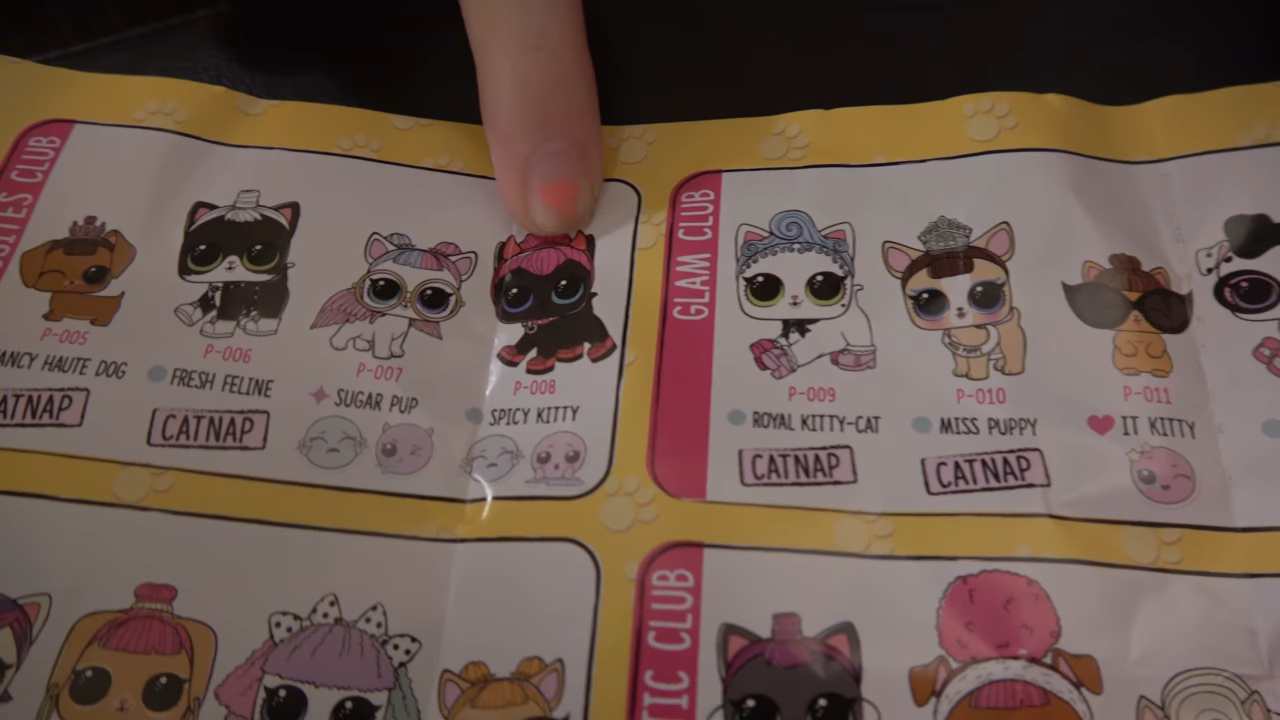 SITES CLUB
P-005
ANCY HAUTE DOG
ATNAP
P-006
FRESH FELINE
CATNAP
P-007
SUGAR PUP
P-008
SPICY KITTY
GLAM CLUB
P-009
ROYAL KITTY-CAT
CATNAP
P-010
MISS PUPPY
CATNAP
P-011
IT KITTY
TIC CLUB